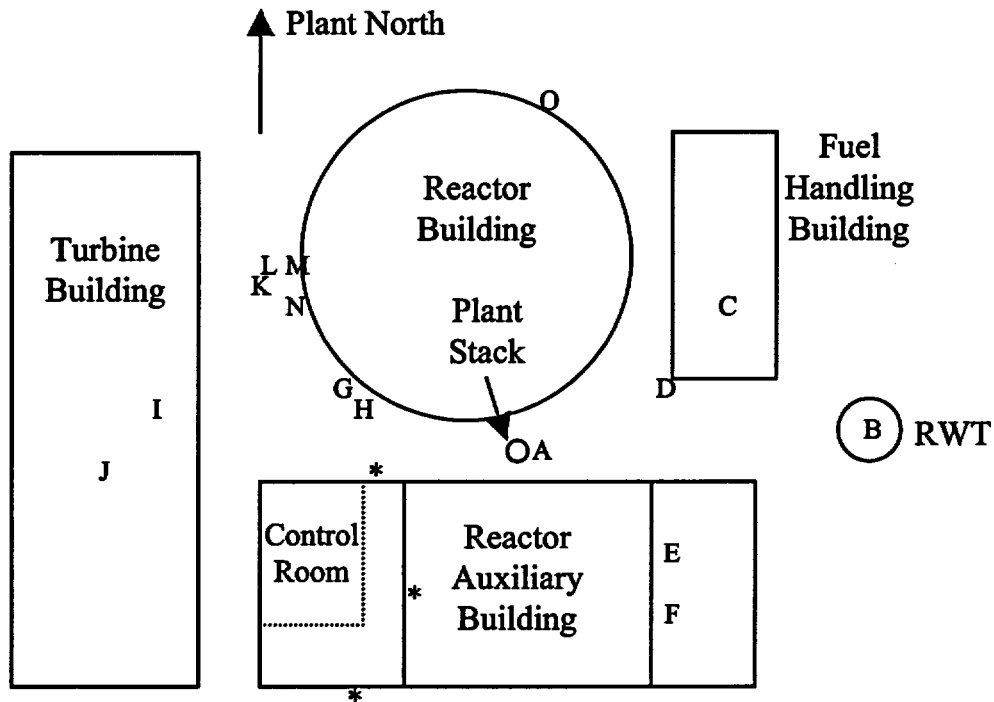 Plant North
O
Fuel
Handling
Building
Reactor
Building
Turbine
Building
L M
K
N
Plant
Stack
C
G
H
D
I
A
B
RWT
J
*
Control
Room
Reactor
Auxiliary
Building
E
*
F
*